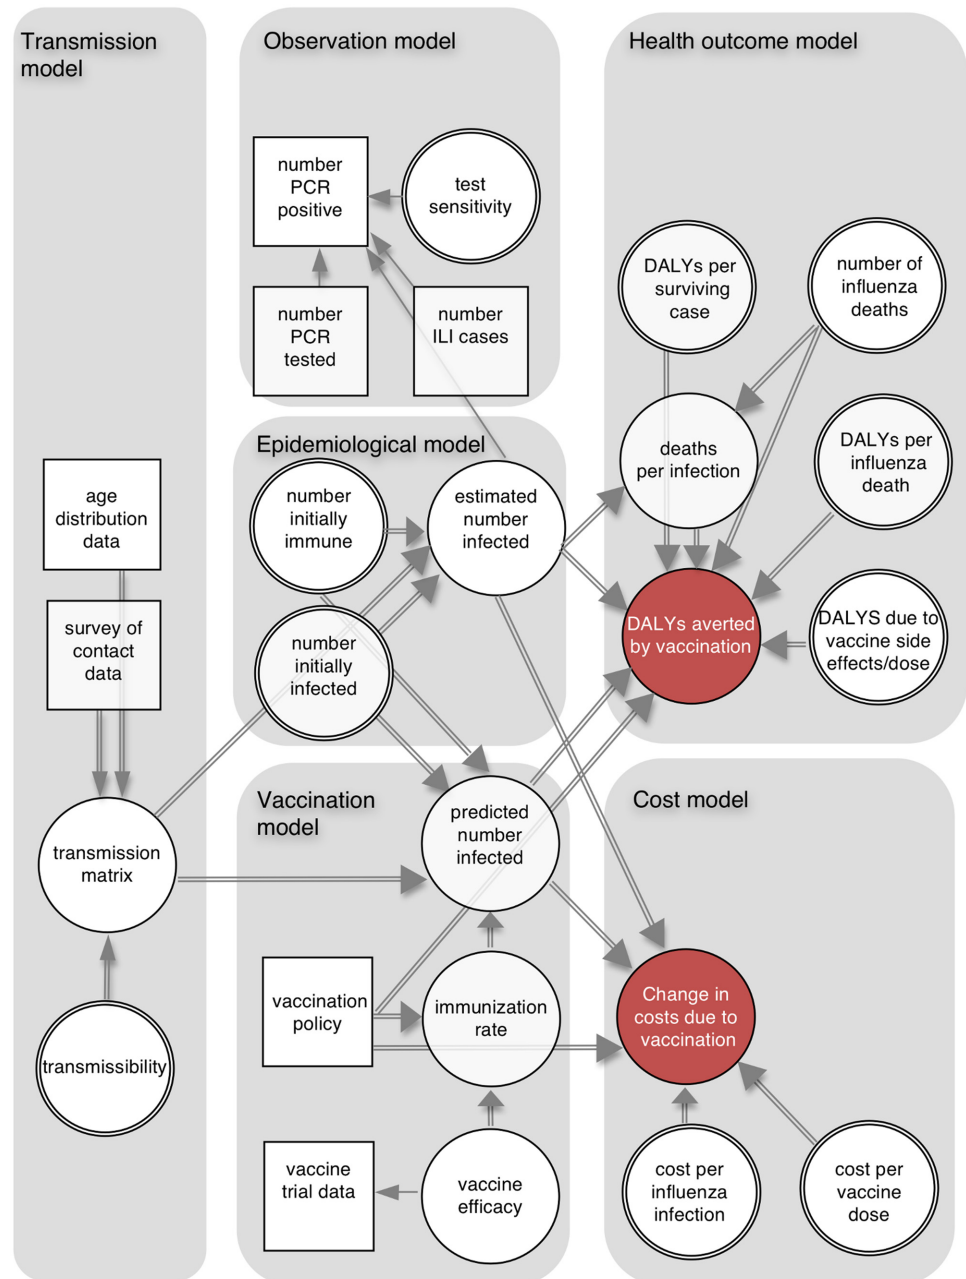 Transmission
model
age
distribution
data
survey of
contact
data
transmission
matrix
transmissibility
Observation model
number
PCR
positive
test
sensitivity
number
PCR
tested
number
ILI cases
Epidemiological model
number
initially
immune
estimated
number
infected
number
initially
infected
Vaccination
model
predicted
number
infected
vaccination
policy
immunization
rate
vaccine
trial data
vaccine
efficacy
Health outcome model
DALYs per
surviving
case
number of
influenza
deaths
deaths
per infection
DALYs per
influenza
death
DALYs averted
by vaccination
DALYS due to
vaccine side
effects/dose
Cost model
Change in
costs due to
vaccination
cost per
influenza
infection
cost per
vaccine
dose